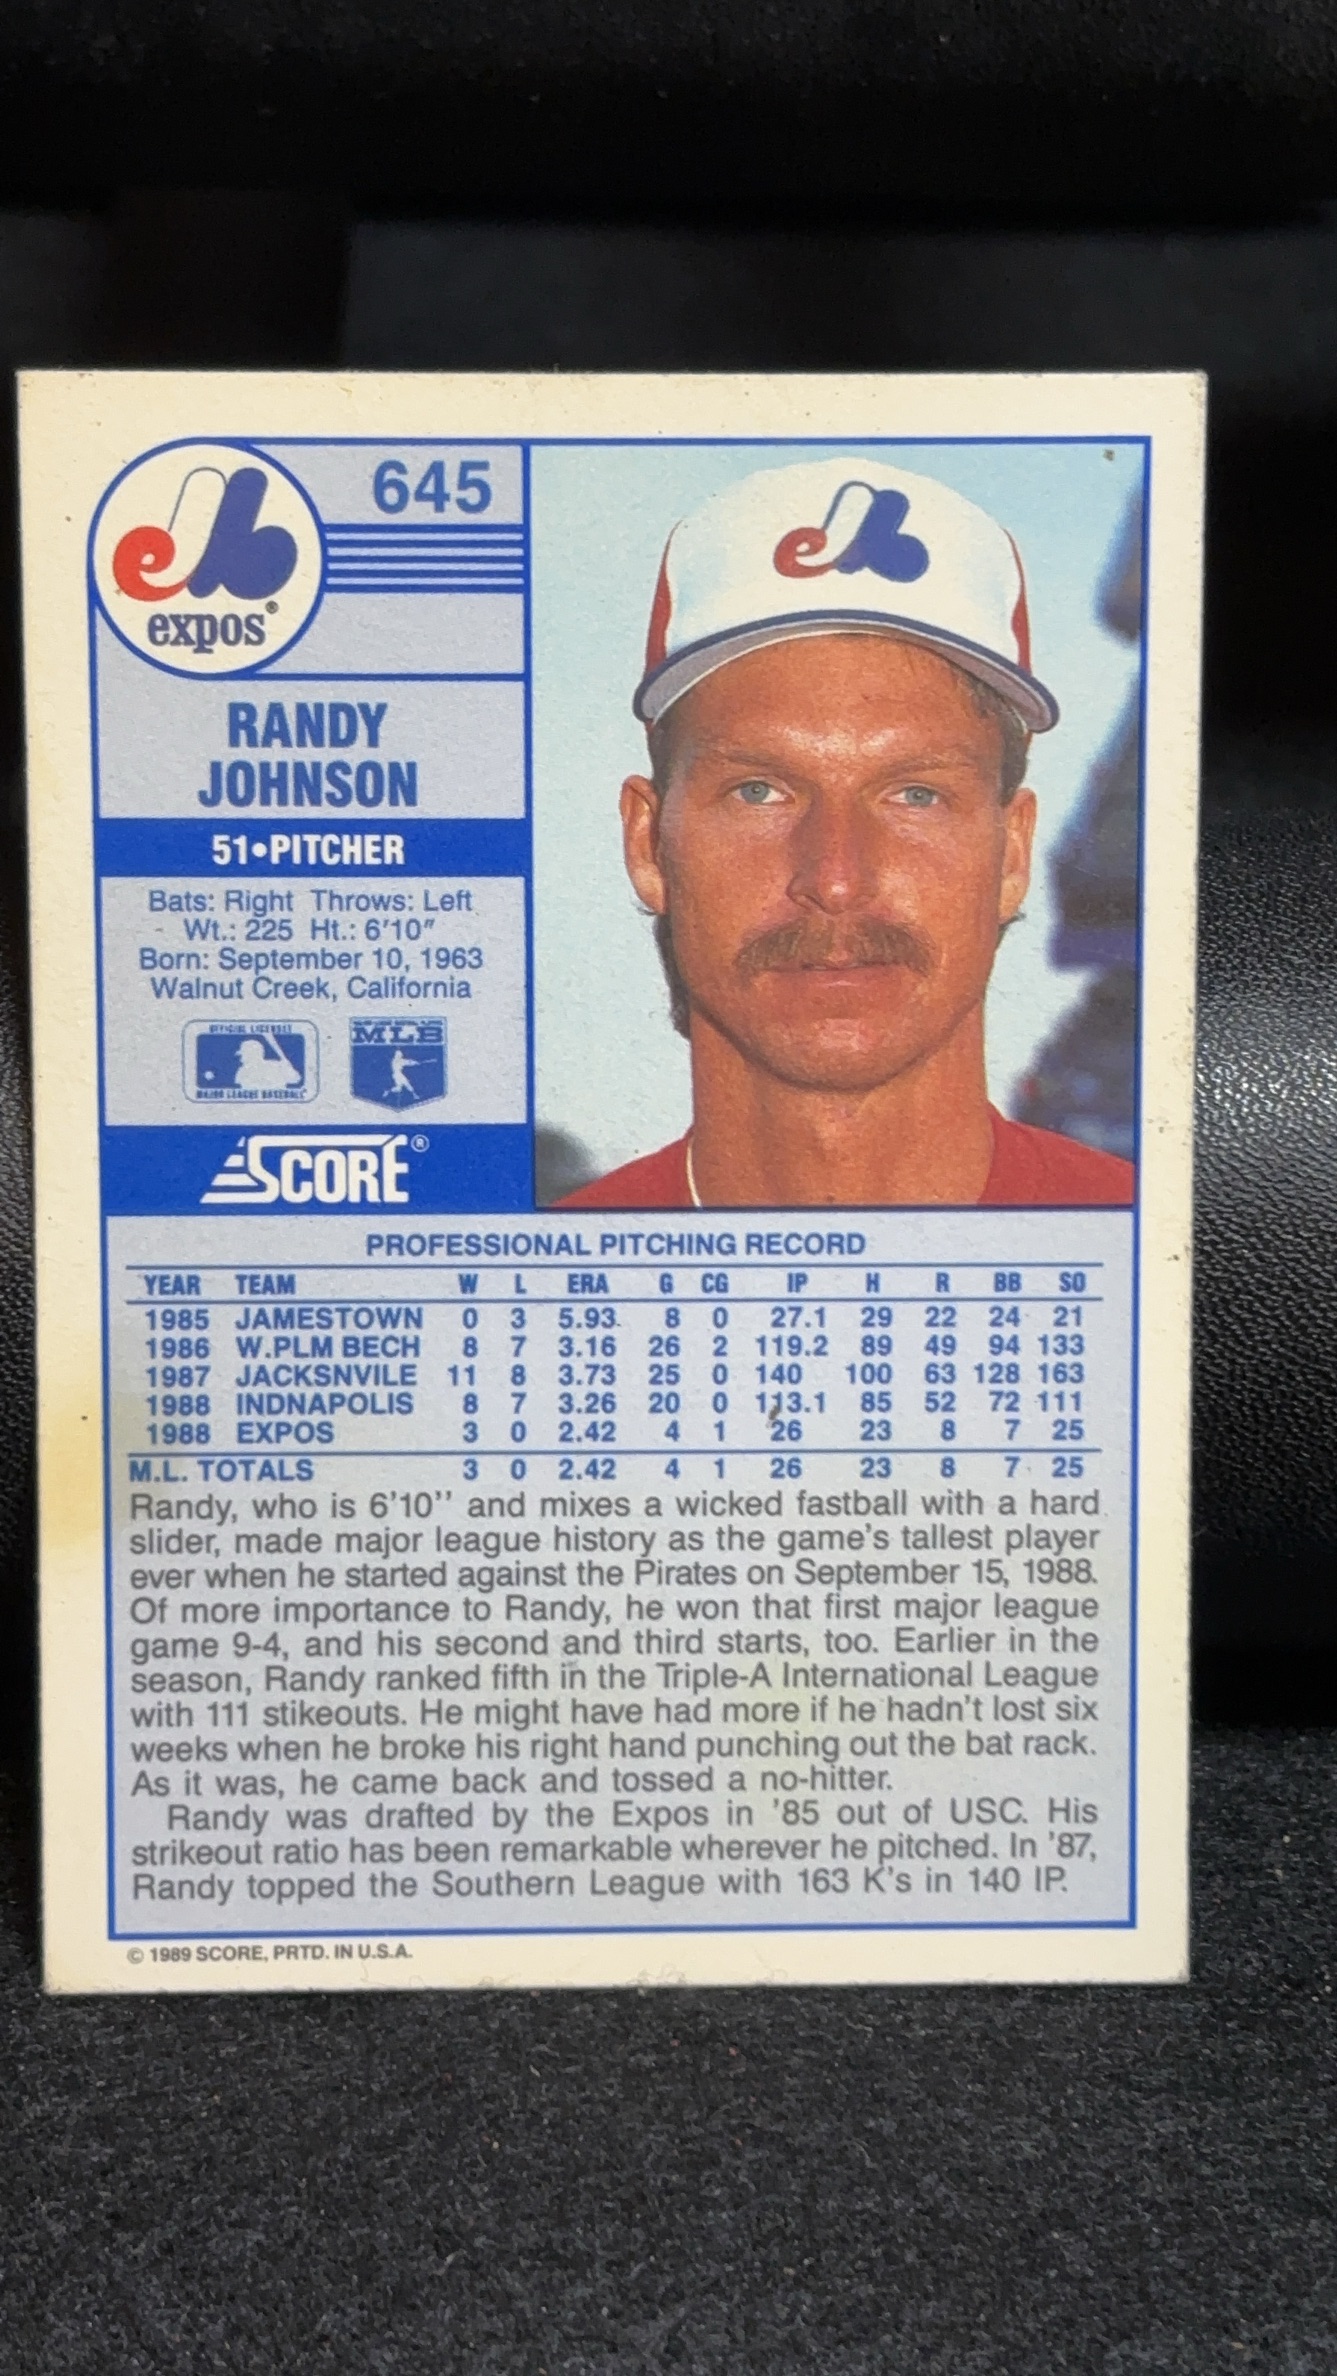 645
expos®
RANDY
JOHNSON
51•PITCHER
Bats: Right Throws: Left
Wt.: 225 Ht.: 6'10"
Born: September 10, 1963
Walnut Creek, California
OFFICIAL LICENSEE
MAJOR LEAGUE BASEBALL
MLB
SCORE®
PROFESSIONAL PITCHING RECORD
YEAR TEAM W L ERA G CG IP H R BB SO
1985 JAMESTOWN 0 3 5.93 8 0 27.1 29 22 24 21
1986 W.PLM BECH 8 7 3.16 26 2 119.2 89 49 94 133
1987 JACKSNVILE 11 8 3.73 25 0 140 100 63 128 163
1988 INDNAPOLIS 8 7 3.26 20 0 113.1 85 52 72 111
1988 EXPOS 3 0 2.42 4 1 26 23 8 7 25
M.L. TOTALS 3 0 2.42 4 1 26 23 8 7 25
Randy, who is 6'10'' and mixes a wicked fastball with a hard
slider, made major league history as the game's tallest player
ever when he started against the Pirates on September 15, 1988.
Of more importance to Randy, he won that first major league
game 9-4, and his second and third starts, too. Earlier in the
season, Randy ranked fifth in the Triple-A International League
with 111 stikeouts. He might have had more if he hadn't lost six
weeks when he broke his right hand punching out the bat rack.
As it was, he came back and tossed a no-hitter.
Randy was drafted by the Expos in '85 out of USC. His
strikeout ratio has been remarkable wherever he pitched. In '87,
Randy topped the Southern League with 163 K's in 140 IP.
© 1989 SCORE, PRTD. IN U.S.A.